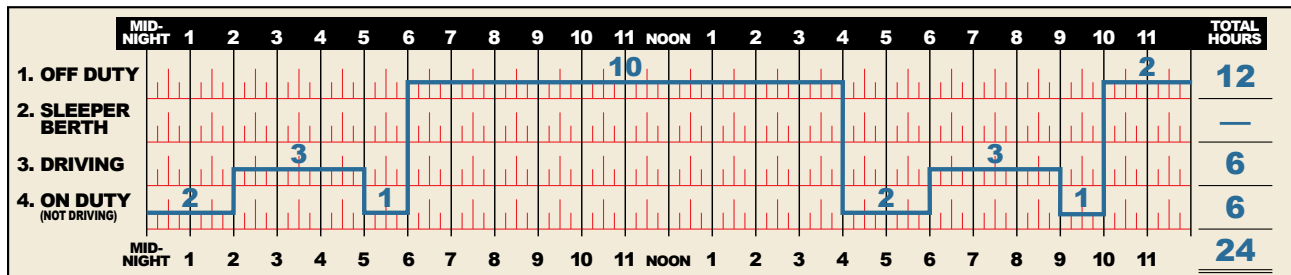 MID-NIGHT 1 2 3 4 5 6 7 8 9 10 11 NOON 1 2 3 4 5 6 7 8 9 10 11 TOTAL HOURS
1. OFF DUTY 10 2 12
2. SLEEPER BERTH —
3. DRIVING 3 3 6
4. ON DUTY (NOT DRIVING) 2 1 2 1 6
MID-NIGHT 1 2 3 4 5 6 7 8 9 10 11 NOON 1 2 3 4 5 6 7 8 9 10 11 24